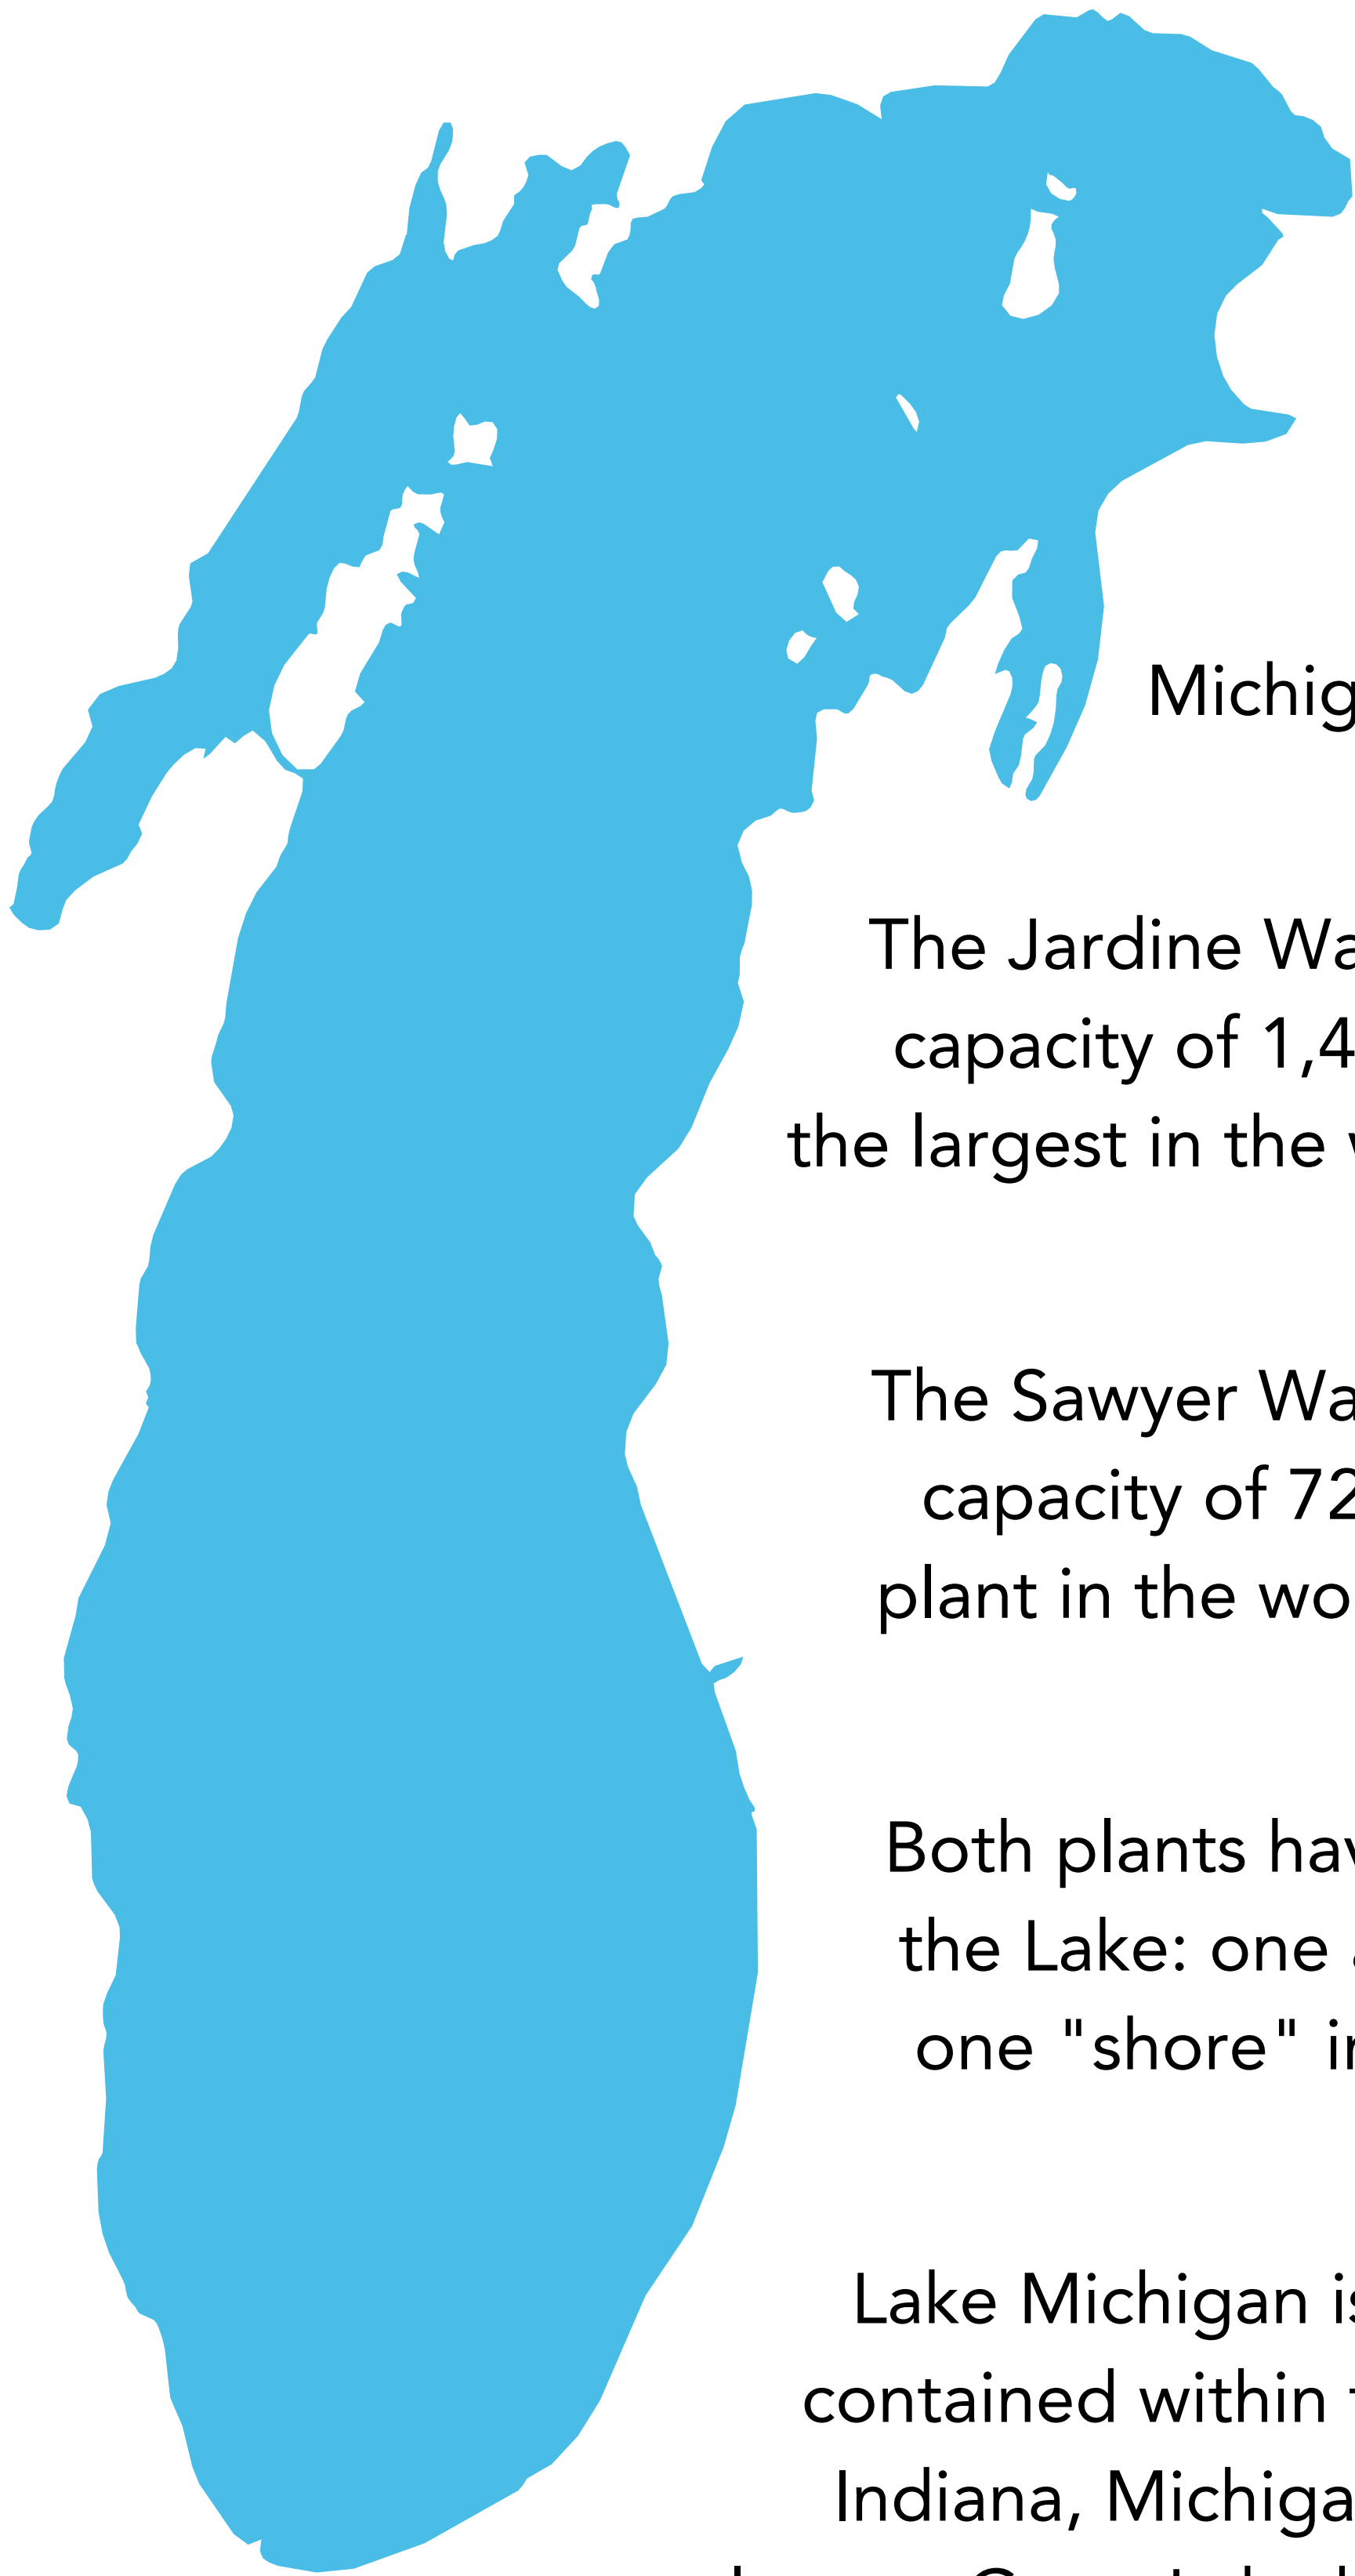 Michig
The Jardine Wa
capacity of 1,4
the largest in the
The Sawyer Wa
capacity of 72
plant in the wo
Both plants hav
the Lake: one
one "shore" in
Lake Michigan is
contained within
Indiana, Michiga